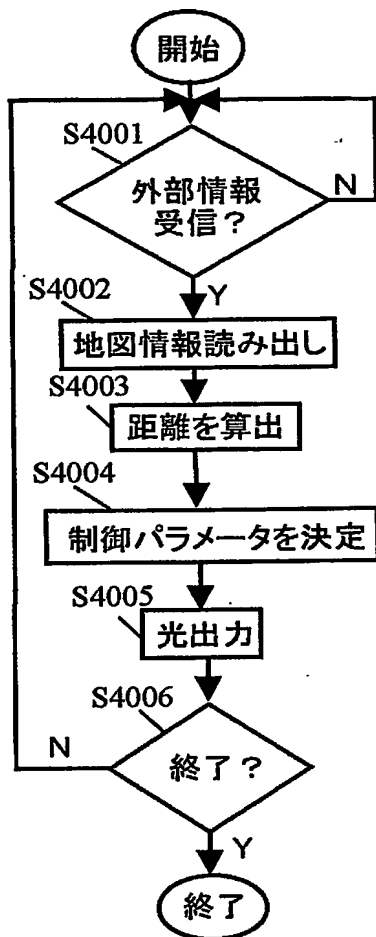 開始
S4001
外部情報
受信？
N
Y
S4002
地図情報読み出し
S4003
距離を算出
S4004
制御パラメータを決定
S4005
光出力
S4006
N
終了？
Y
終了